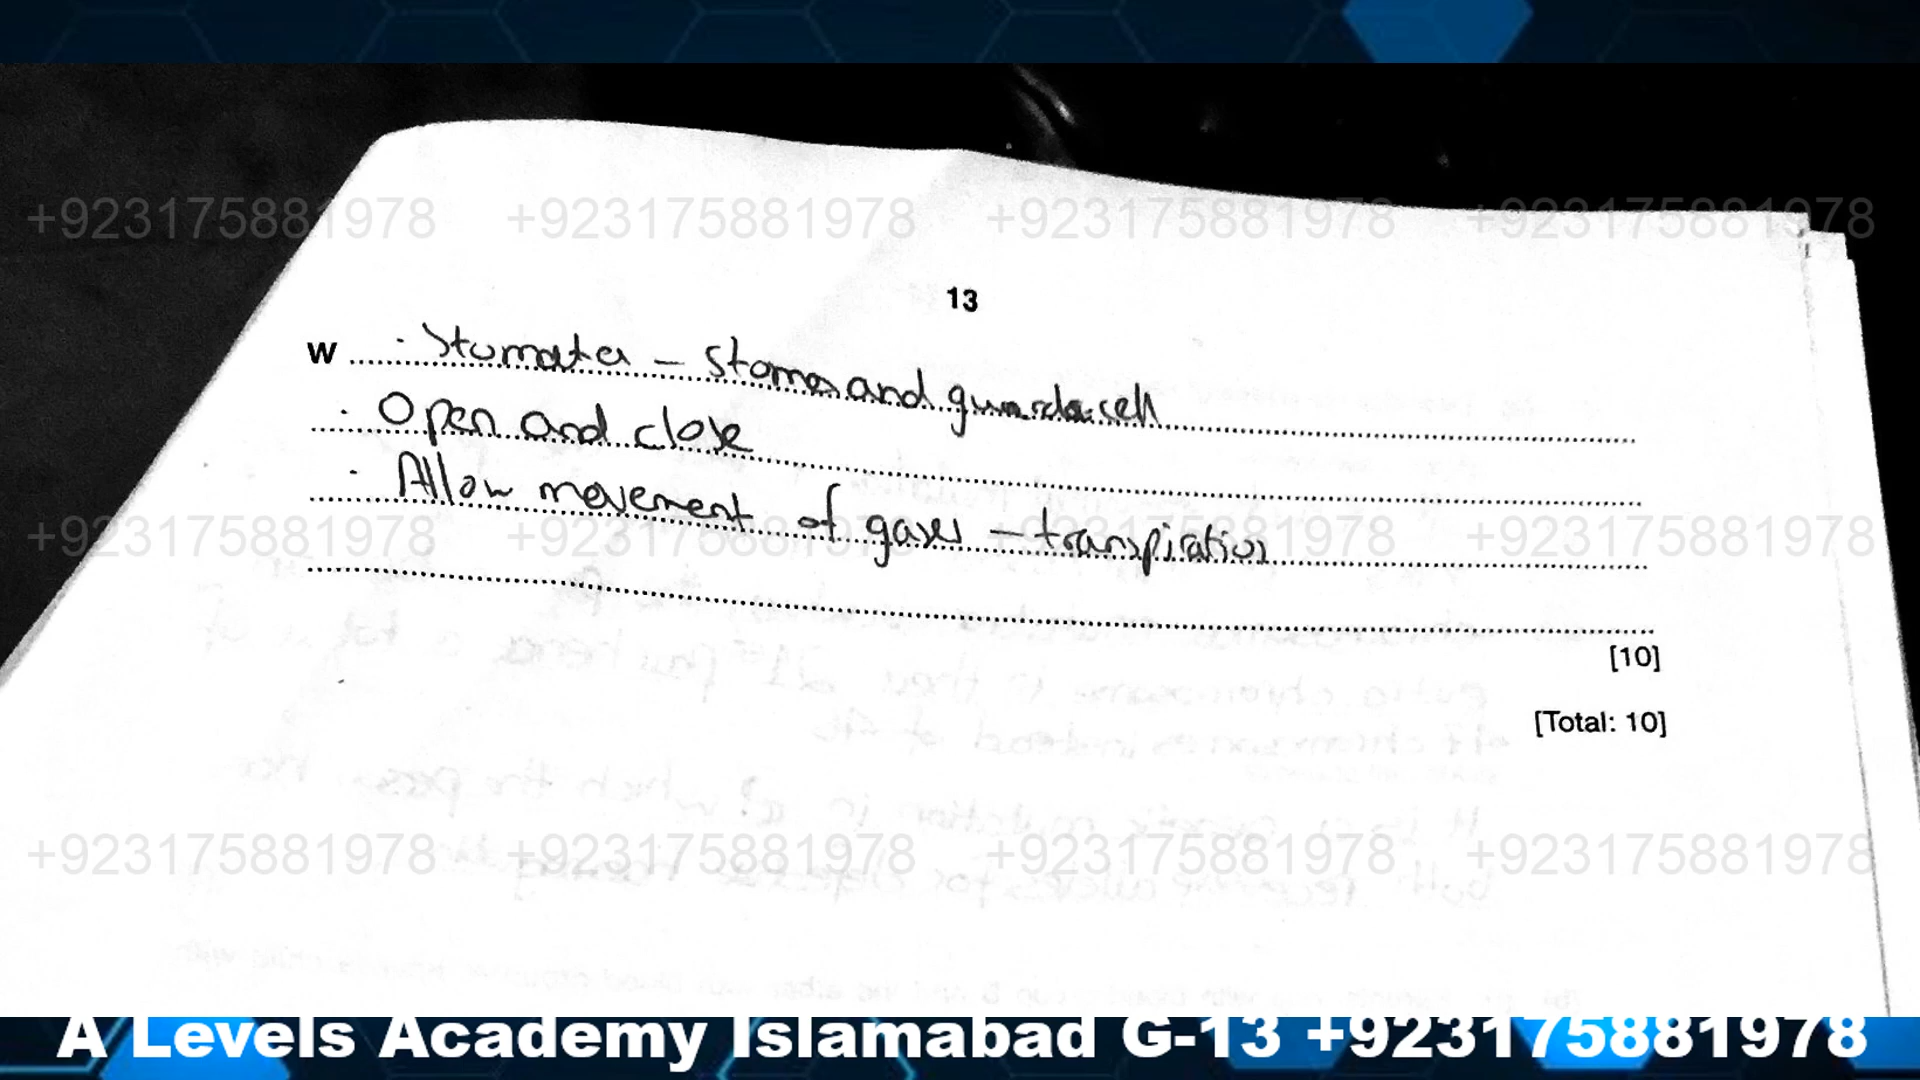 +923175881978 +923175881978 +923175881978 +923175881978
13
W · Stomata – stoma and guard cell
· Open and close
· Allow movement of gases – transpiration
+923175881978 +923175881978 +923175881978 +923175881978
[10]
[Total: 10]
+923175881978 +923175881978 +923175881978 +923175881978
A Levels Academy Islamabad G-13 +923175881978